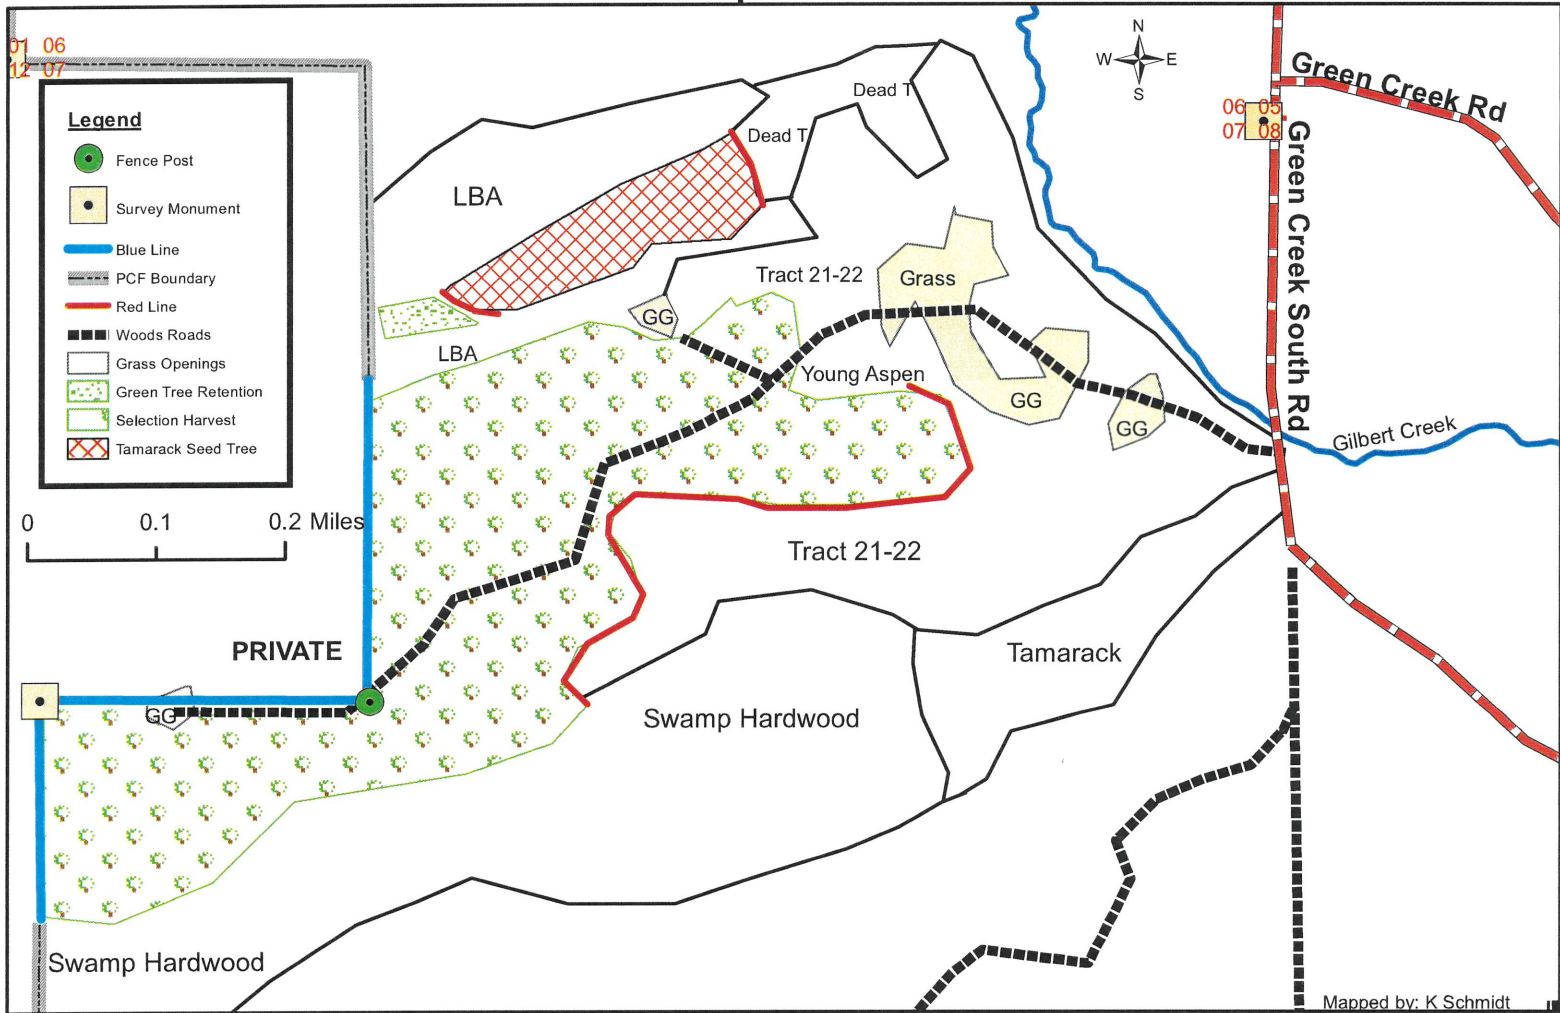 01 06
12 07
Legend
Fence Post
Survey Monument
Blue Line
PCF Boundary
Red Line
Woods Roads
Grass Openings
Green Tree Retention
Selection Harvest
Tamarack Seed Tree
0 0.1 0.2 Miles
N
W E
S
Green Creek Rd
06 05
07 08
Green Creek South Rd
Dead T
Dead T
LBA
Tract 21-22
Grass
GG
LBA
Young Aspen
GG
GG
Gilbert Creek
Tract 21-22
PRIVATE
Tamarack
GG
Swamp Hardwood
Swamp Hardwood
Mapped by: K Schmidt